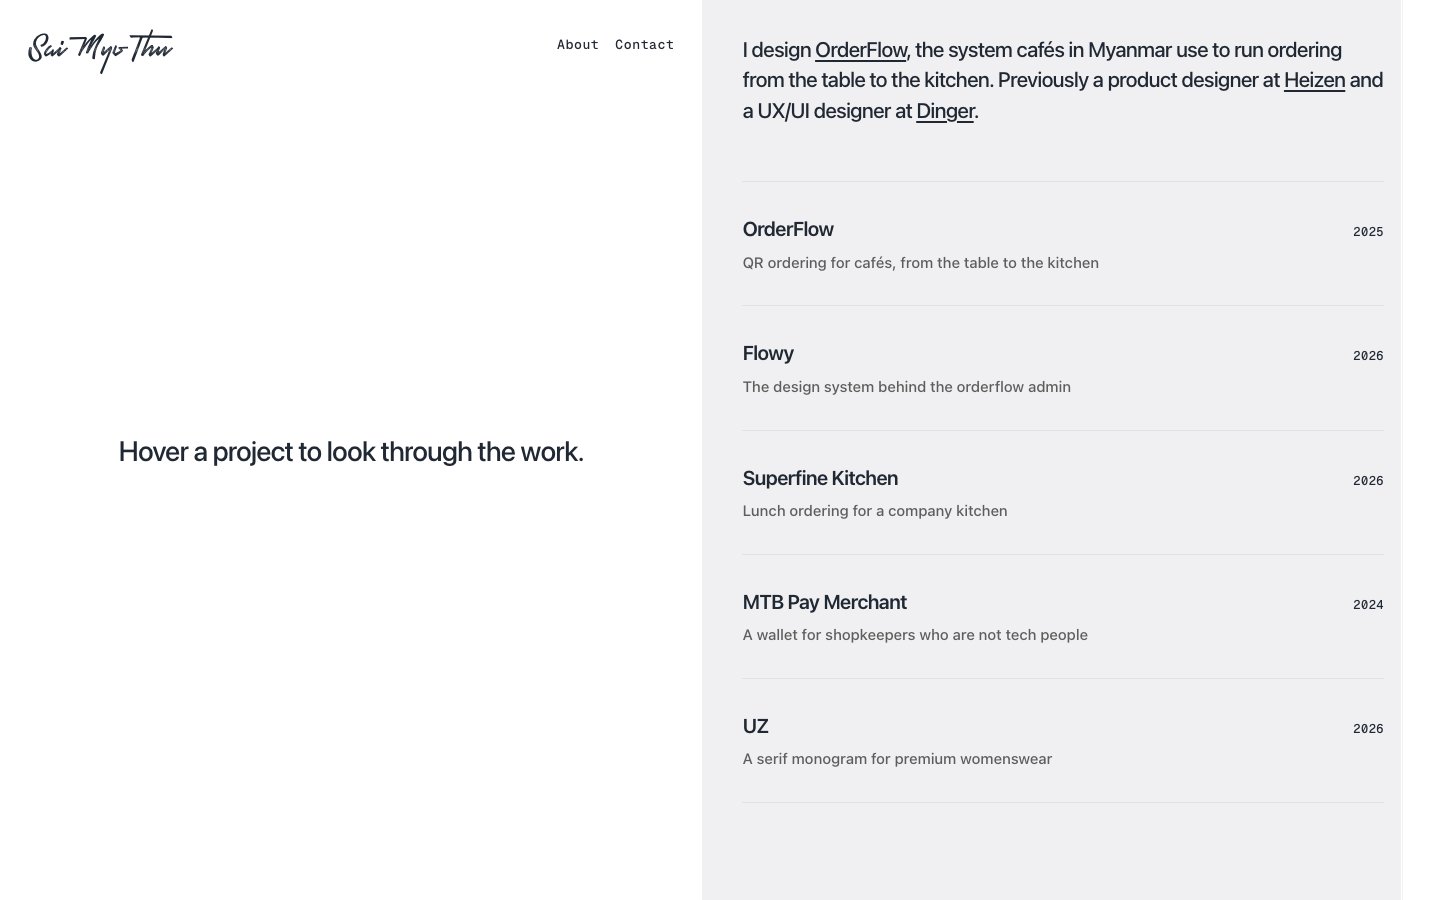 Sai Myo Thu
About Contact
I design OrderFlow, the system cafés in Myanmar use to run ordering
from the table to the kitchen. Previously a product designer at Heizen and
a UX/UI designer at Dinger.
OrderFlow 2025
QR ordering for cafés, from the table to the kitchen
Flowy 2026
The design system behind the orderflow admin
Hover a project to look through the work.
Superfine Kitchen 2026
Lunch ordering for a company kitchen
MTB Pay Merchant 2024
A wallet for shopkeepers who are not tech people
UZ 2026
A serif monogram for premium womenswear